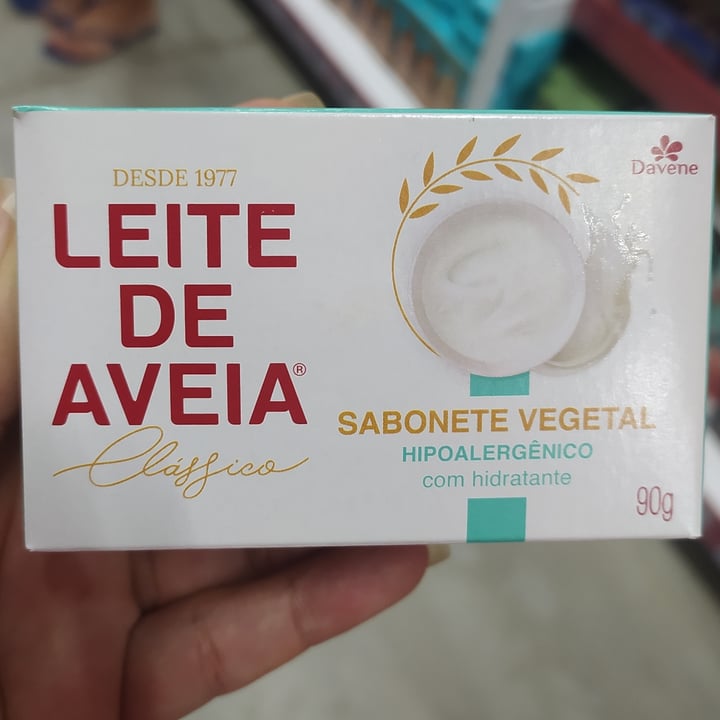 DESDE 1977
LEITE
DE
AVEIA®
Clássico
Davene
SABONETE VEGETAL
HIPOALERGÊNICO
com hidratante
90g